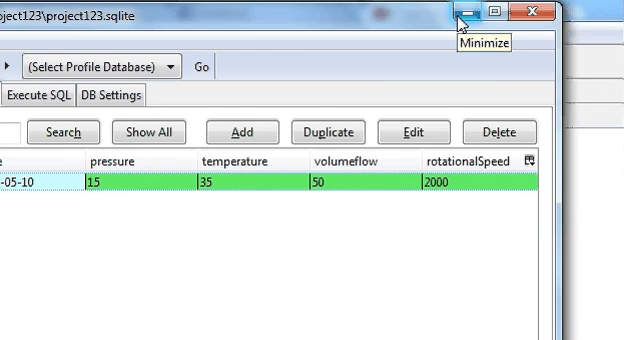 oject123\project123.sqlite
Minimize
(Select Profile Database) Go
Execute SQL DB Settings
Search Show All Add Duplicate Edit Delete
e pressure temperature volumeflow rotationalSpeed
-05-10 15 35 50 2000